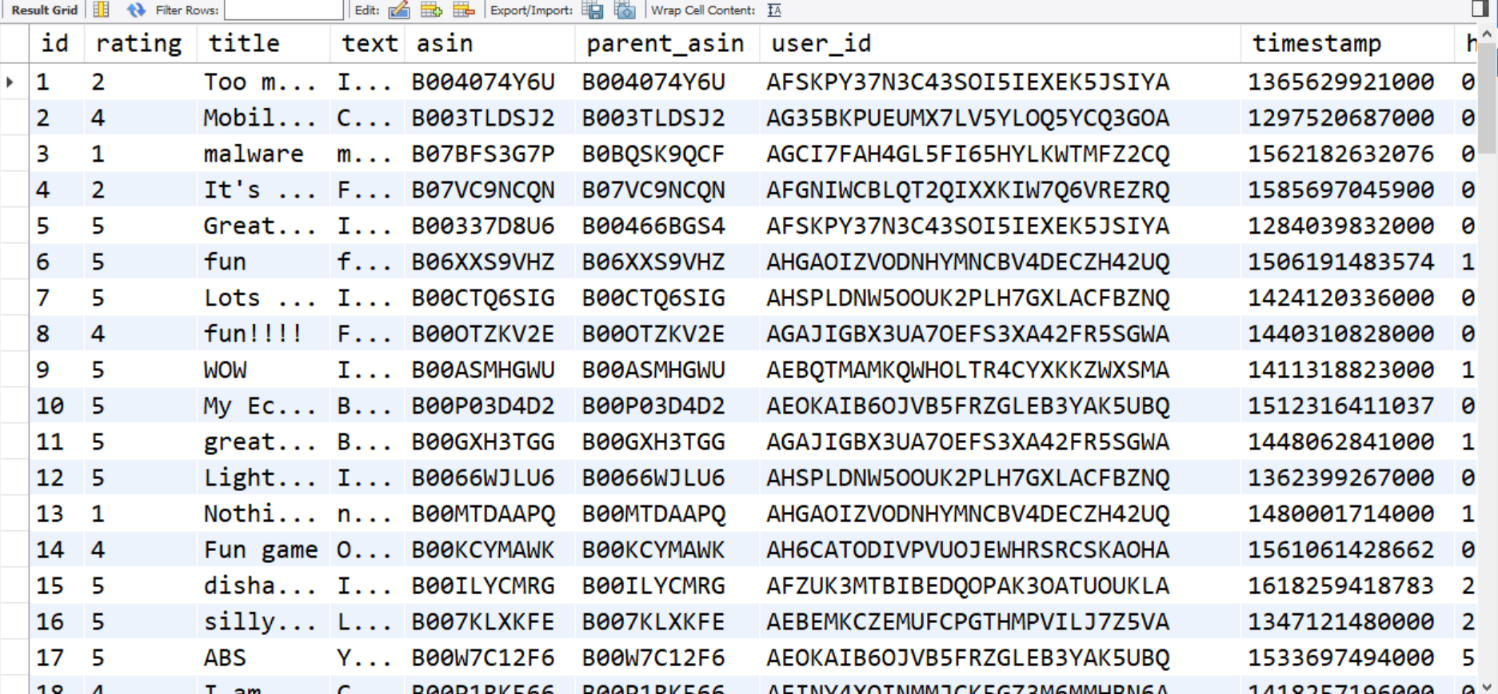 Result Grid Filter Rows: Edit: Export/Import: Wrap Cell Content:
id rating title text asin parent_asin user_id timestamp h
1 2 Too m... I... B004074Y6U B004074Y6U AFSKPY37N3C43SOI5IEXEK5JSIYA 1365629921000 0
2 4 Mobil... C... B003TLDSJ2 B003TLDSJ2 AG35BKPUEUMX7LV5YLOQ5YCQ3GOA 1297520687000 0
3 1 malware m... B07BFS3G7P B0BQSK9QCF AGCI7FAH4GL5FI65HYLKWTMFZ2CQ 1562182632076 0
4 2 It's ... F... B07VC9NCQN B07VC9NCQN AFGNIWCBLQT2QIXXKIW7Q6VREZRQ 1585697045900 0
5 5 Great... I... B00337D8U6 B00466BGS4 AFSKPY37N3C43SOI5IEXEK5JSIYA 1284039832000 0
6 5 fun f... B06XXS9VHZ B06XXS9VHZ AHGAOIZVODNHYMNCBV4DECZH42UQ 1506191483574 1
7 5 Lots ... I... B00CTQ6SIG B00CTQ6SIG AHSPLDNW5OOUK2PLH7GXLACFBZNQ 1424120336000 0
8 4 fun!!!! F... B00OTZKV2E B00OTZKV2E AGAJIGBX3UA7OEFS3XA42FR5SGWA 1440310828000 0
9 5 WOW I... B00ASMHGWU B00ASMHGWU AEBQTMAMKQWHOLTR4CYXKKZWXSMA 1411318823000 1
10 5 My Ec... B... B00P03D4D2 B00P03D4D2 AEOKAIB6OJVB5FRZGLEB3YAK5UBQ 1512316411037 0
11 5 great... B... B00GXH3TGG B00GXH3TGG AGAJIGBX3UA7OEFS3XA42FR5SGWA 1448062841000 1
12 5 Light... I... B0066WJLU6 B0066WJLU6 AHSPLDNW5OOUK2PLH7GXLACFBZNQ 1362399267000 0
13 1 Nothi... n... B00MTDAAPQ B00MTDAAPQ AHGAOIZVODNHYMNCBV4DECZH42UQ 1480001714000 1
14 4 Fun game O... B00KCYMAWK B00KCYMAWK AH6CATODIVPVUOJEWHRSRCSKAOHA 1561061428662 0
15 5 disha... I... B00ILYCMRG B00ILYCMRG AFZUK3MTBIBEDQOPAK3OATUOUKLA 1618259418783 2
16 5 silly... L... B007KLXKFE B007KLXKFE AEBEMKCZEMUFCPGTHMPVILJ7Z5VA 1347121480000 2
17 5 ABS Y... B00W7C12F6 B00W7C12F6 AEOKAIB6OJVB5FRZGLEB3YAK5UBQ 1533697494000 5